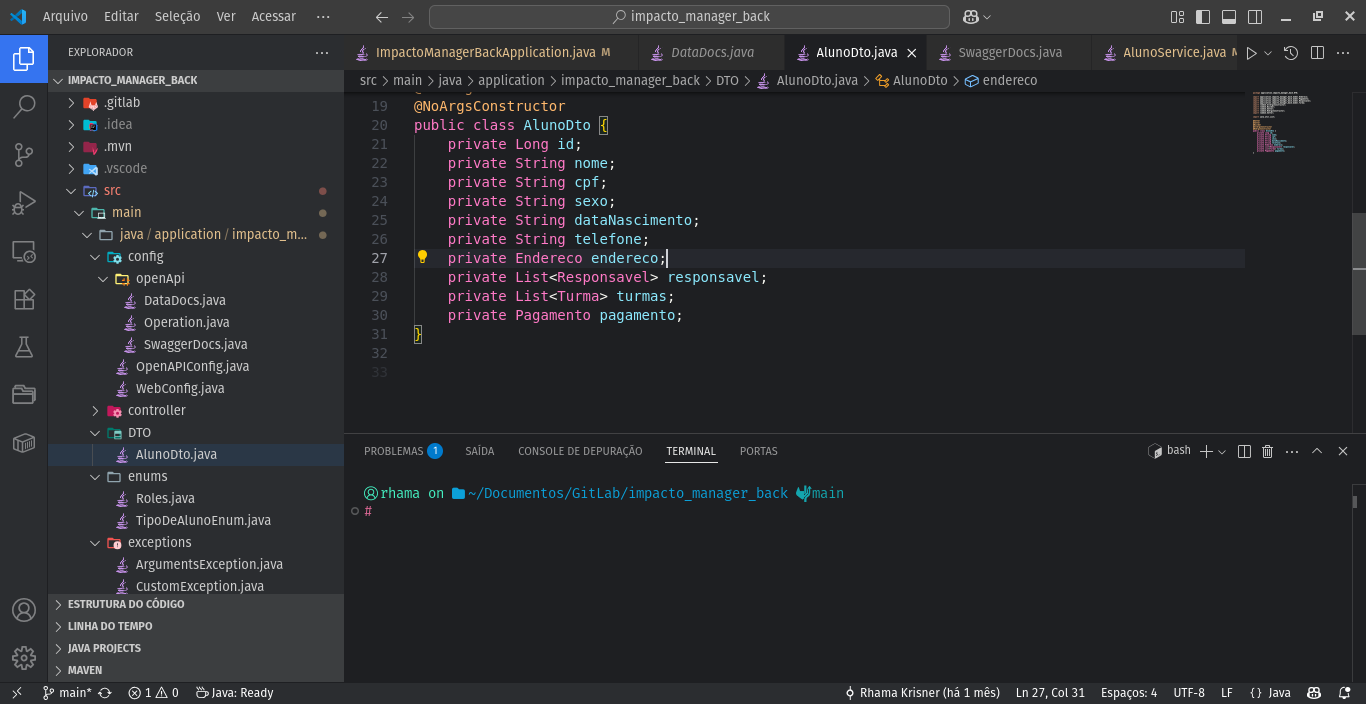 Arquivo Editar Seleção Ver Acessar ··· impacto_manager_back
EXPLORADOR ···
IMPACTO_MANAGER_BACK
.gitlab
.idea
.mvn
.vscode
src
main
java / application / impacto_m...
config
openApi
DataDocs.java
Operation.java
SwaggerDocs.java
OpenAPIConfig.java
WebConfig.java
controller
DTO
AlunoDto.java
enums
Roles.java
TipoDeAlunoEnum.java
exceptions
ArgumentsException.java
CustomException.java
ESTRUTURA DO CÓDIGO
LINHA DO TEMPO
JAVA PROJECTS
MAVEN
ImpactoManagerBackApplication.java M DataDocs.java AlunoDto.java SwaggerDocs.java AlunoService.java M
src > main > java > application > impacto_manager_back > DTO > AlunoDto.java > AlunoDto > endereco
19 @NoArgsConstructor
20 public class AlunoDto {
21 private Long id;
22 private String nome;
23 private String cpf;
24 private String sexo;
25 private String dataNascimento;
26 private String telefone;
27 private Endereco endereco;
28 private List<Responsavel> responsavel;
29 private List<Turma> turmas;
30 private Pagamento pagamento;
31 }
32
33
PROBLEMAS 1 SAÍDA CONSOLE DE DEPURAÇÃO TERMINAL PORTAS bash
rhama on ~/Documentos/GitLab/impacto_manager_back main
#
main* 1 0 Java: Ready Rhama Krisner (há 1 mês) Ln 27, Col 31 Espaços: 4 UTF-8 LF {} Java